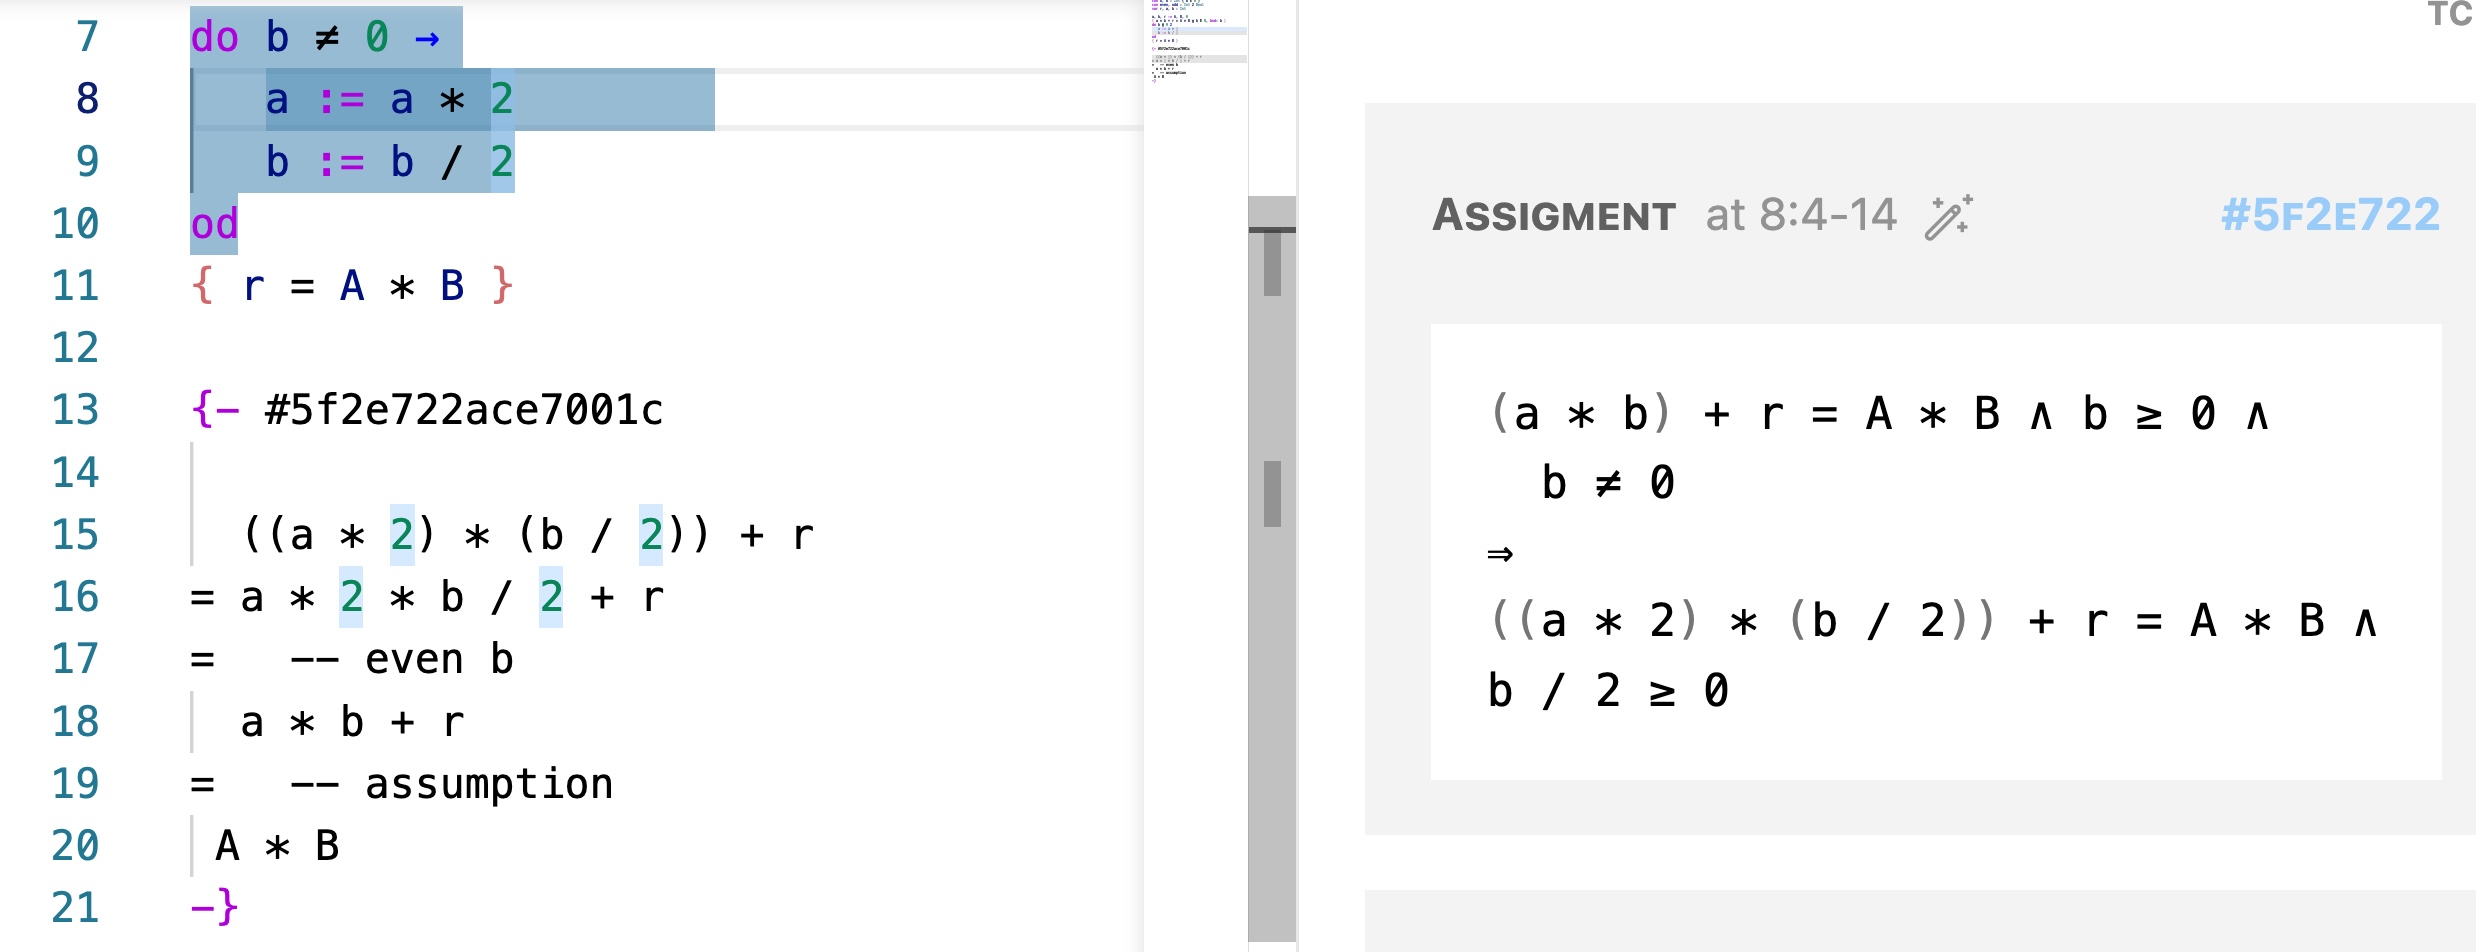 7 do b ≠ 0 →
8 a := a * 2
9 b := b / 2
10 od
11 { r = A * B }
12
13 {- #5f2e722ace7001c
14
15 ((a * 2) * (b / 2)) + r
16 = a * 2 * b / 2 + r
17 = -- even b
18 a * b + r
19 = -- assumption
20 A * B
21 -}
TC
ASSIGMENT at 8:4-14 #5F2E722
(a * b) + r = A * B ∧ b ≥ 0 ∧
b ≠ 0
⇒
((a * 2) * (b / 2)) + r = A * B ∧
b / 2 ≥ 0